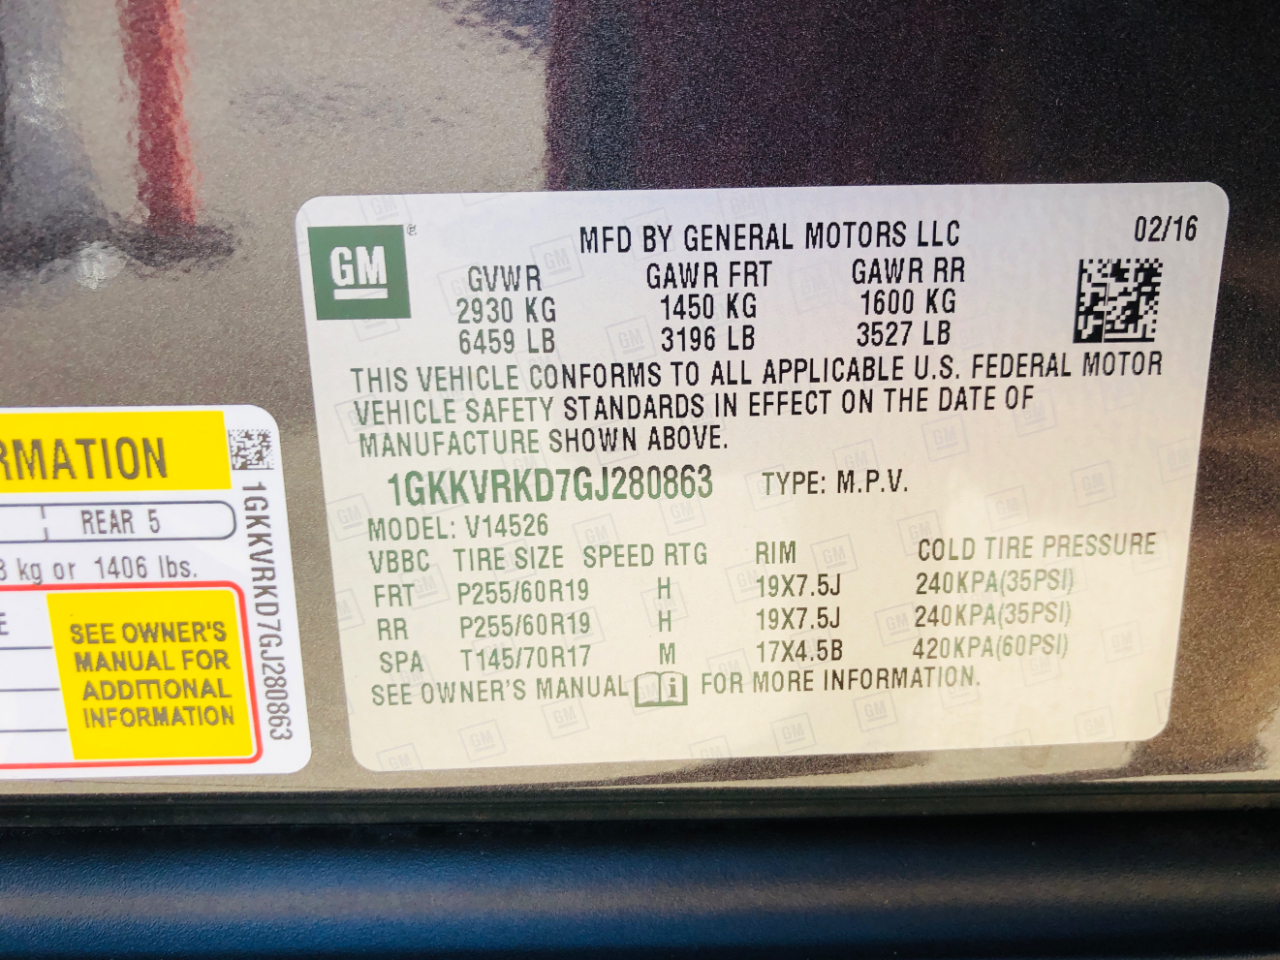 GM
®
MFD BY GENERAL MOTORS LLC
02/16
GVWR GAWR FRT GAWR RR
2930 KG 1450 KG 1600 KG
6459 LB 3196 LB 3527 LB
THIS VEHICLE CONFORMS TO ALL APPLICABLE U.S. FEDERAL MOTOR
VEHICLE SAFETY STANDARDS IN EFFECT ON THE DATE OF
MANUFACTURE SHOWN ABOVE.
1GKKVRKD7GJ280863 TYPE: M.P.V.
MODEL: V14526
VBBC TIRE SIZE SPEED RTG RIM COLD TIRE PRESSURE
FRT P255/60R19 H 19X7.5J 240KPA(35PSI)
RR P255/60R19 H 19X7.5J 240KPA(35PSI)
SPA T145/70R17 M 17X4.5B 420KPA(60PSI)
SEE OWNER'S MANUAL i FOR MORE INFORMATION.
RMATION
REAR 5
kg or 1406 lbs.
E
SEE OWNER'S
MANUAL FOR
ADDITIONAL
INFORMATION
1GKKVRKD7GJ280863